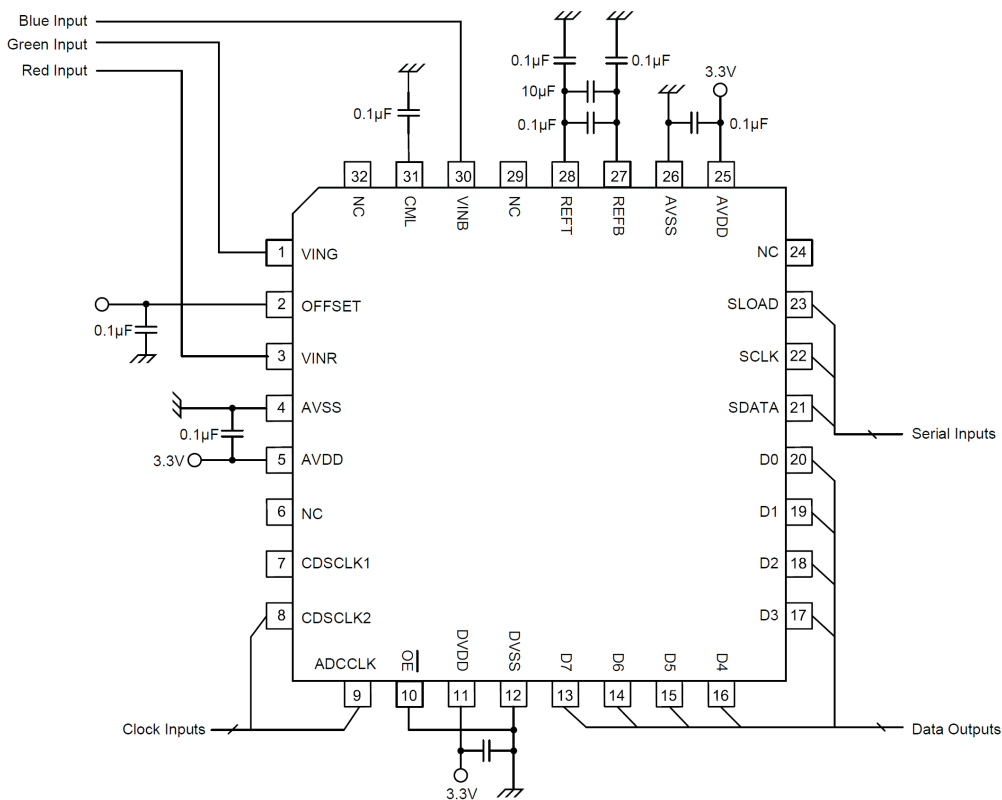 Blue Input
Green Input
Red Input
0.1µF
0.1µF
0.1µF
10µF
0.1µF
3.3V
0.1µF
32
31
30
29
28
27
26
25
NC
CML
VINB
NC
REFT
REFB
AVSS
AVDD
1 VING
NC 24
2 OFFSET
SLOAD 23
0.1µF
3 VINR
SCLK 22
4 AVSS
SDATA 21
0.1µF
Serial Inputs
3.3V
5 AVDD
D0 20
6 NC
D1 19
7 CDSCLK1
D2 18
8 CDSCLK2
D3 17
ADCCLK
OE
DVDD
DVSS
D7
D6
D5
D4
9
10
11
12
13
14
15
16
Clock Inputs
Data Outputs
3.3V